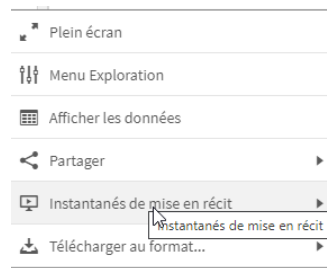 Plein écran
Menu Exploration
Afficher les données
Partager
Instantanés de mise en récit
Instantanés de mise en récit
Télécharger au format...